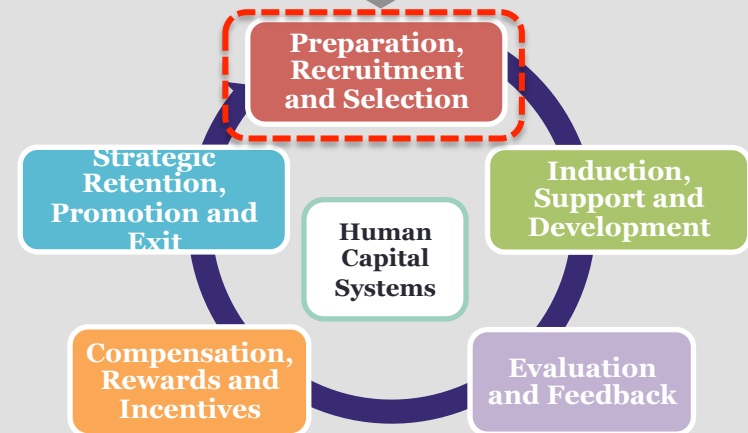 Preparation,
Recruitment
and Selection
Strategic
Retention,
Promotion and
Exit
Induction,
Support and
Development
Human
Capital
Systems
Compensation,
Rewards and
Incentives
Evaluation
and Feedback